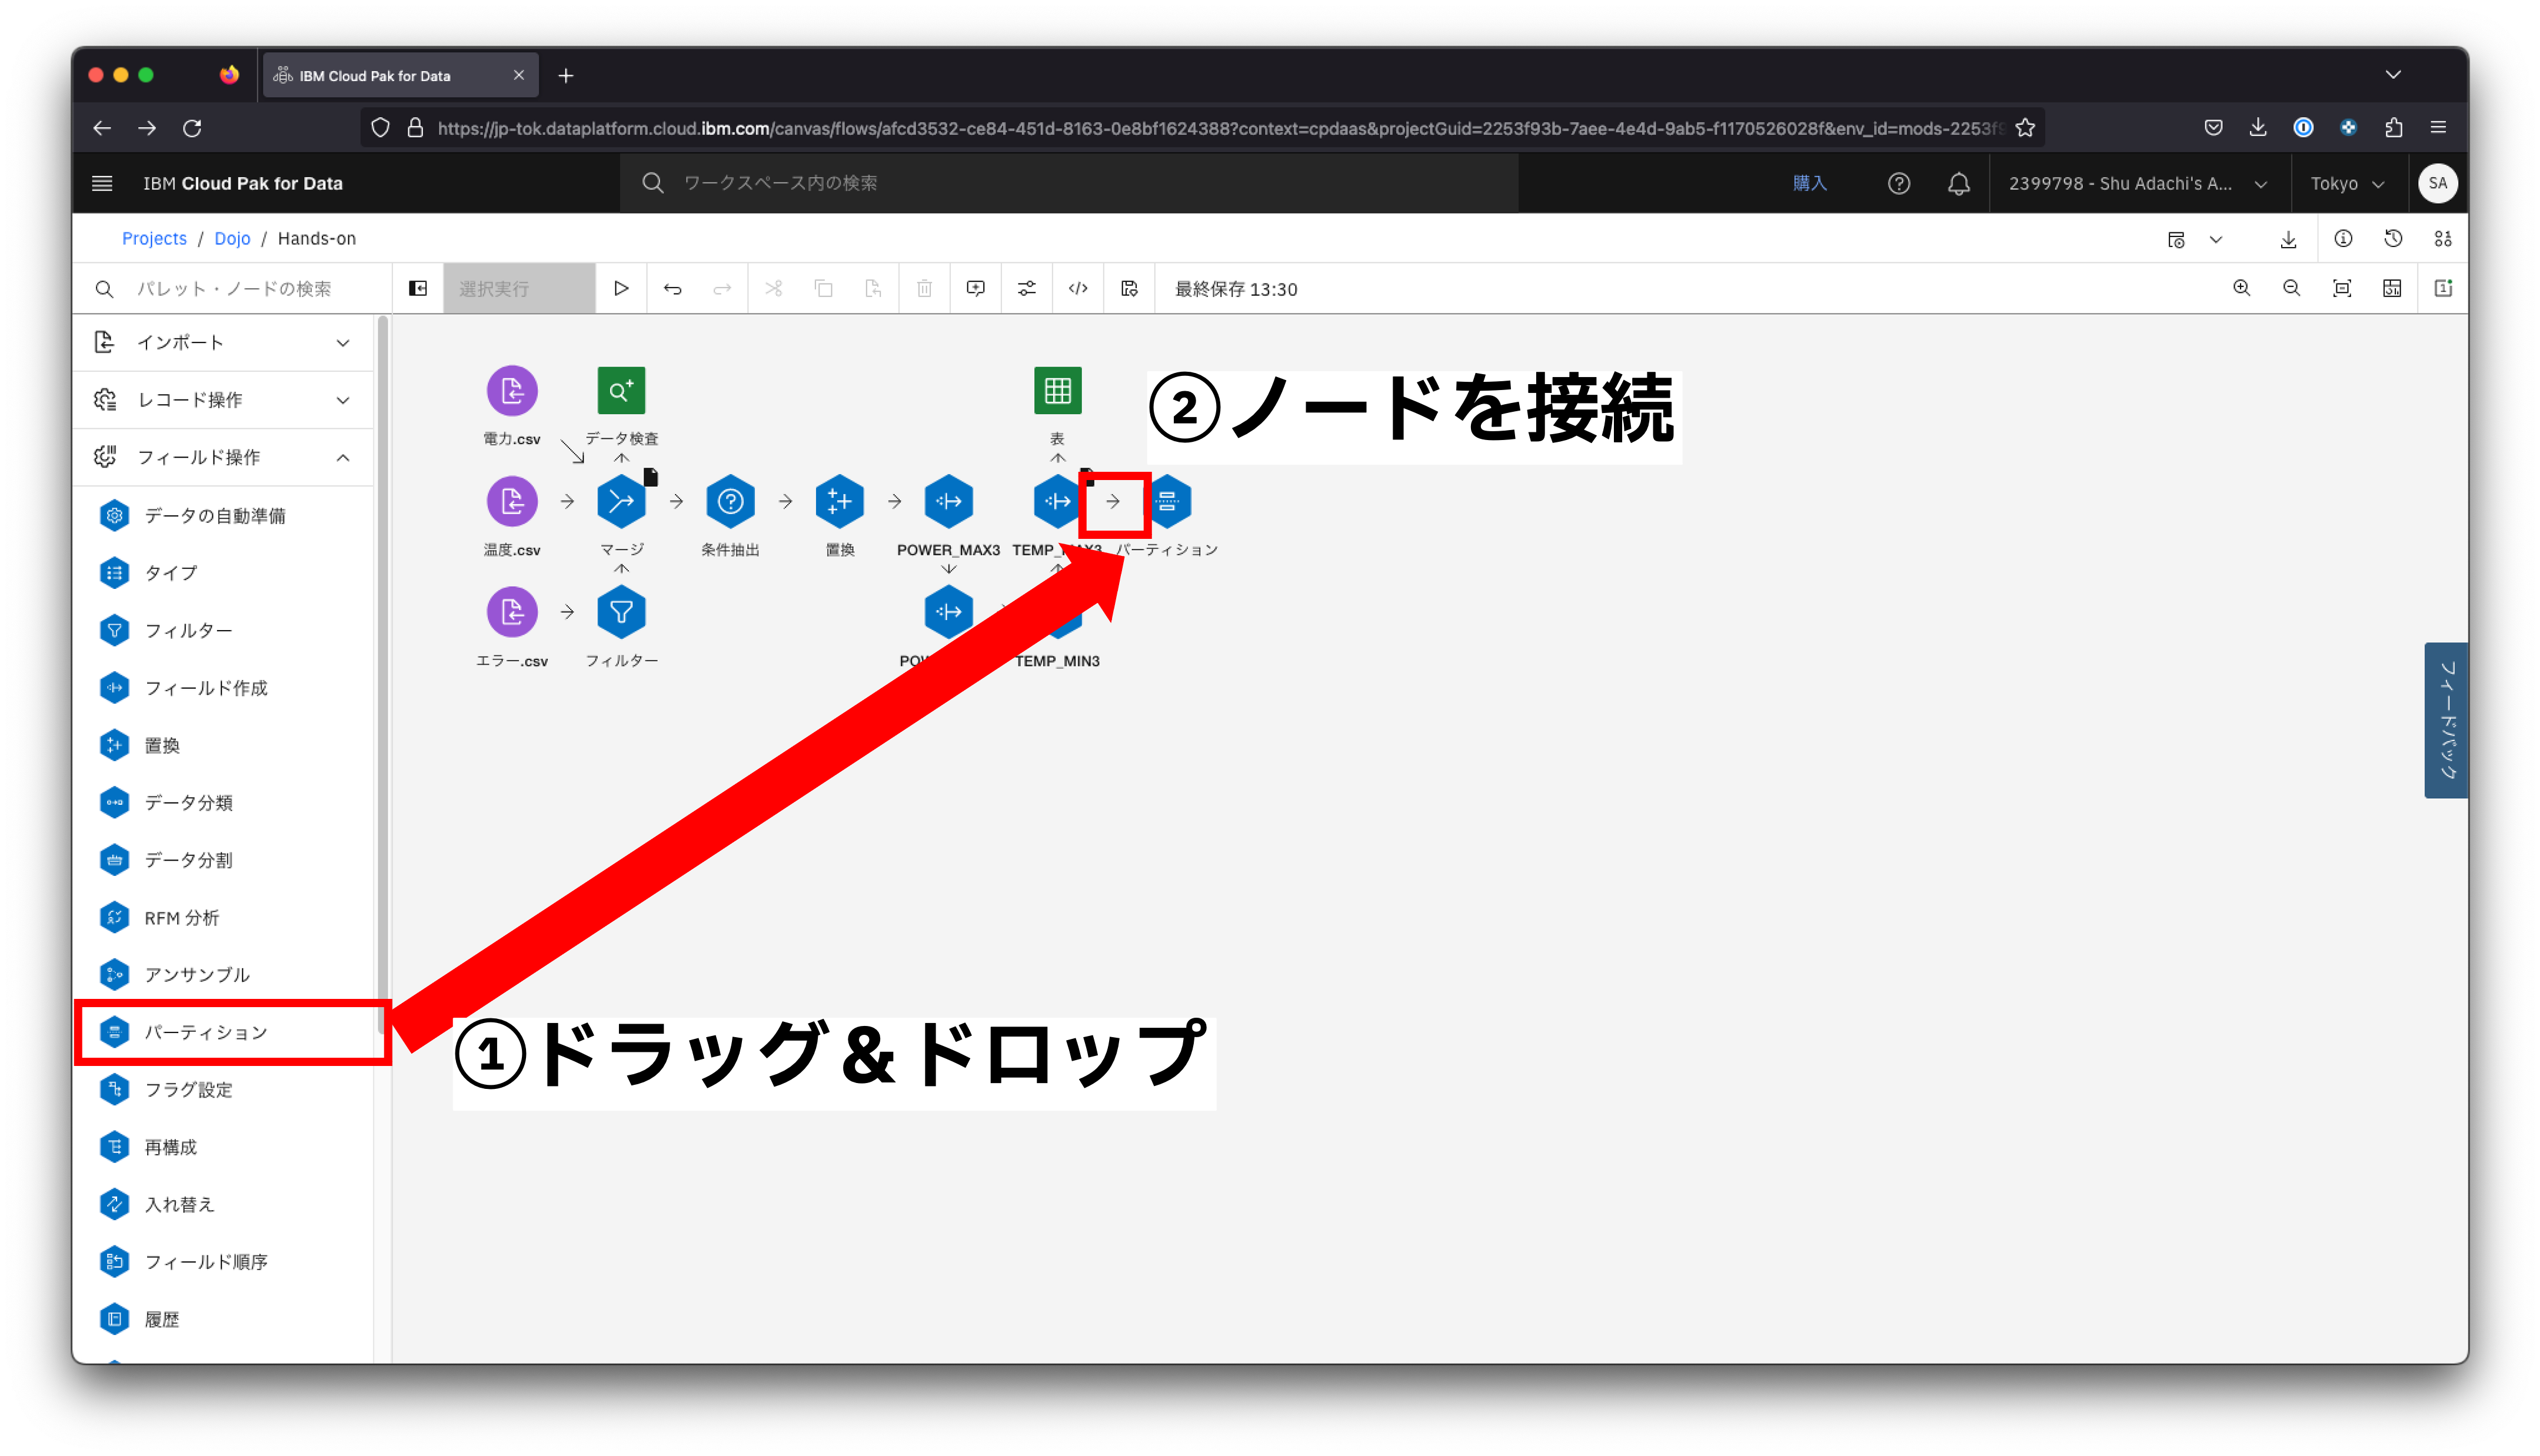 IBM Cloud Pak for Data
https://jp-tok.dataplatform.cloud.ibm.com/canvas/flows/afcd3532-ce84-451d-8163-0e8bf1624388?context=cpdaas&projectGuid=2253f93b-7aee-4e4d-9ab5-f1170526028f&env_id=mods-2253f9
IBM Cloud Pak for Data
ワークスペース内の検索
購入
2399798 - Shu Adachi's A...
Tokyo
SA
Projects / Dojo / Hands-on
パレット・ノードの検索
選択実行
最終保存 13:30
インポート
レコード操作
フィールド操作
データの自動準備
タイプ
フィルター
フィールド作成
置換
データ分類
データ分割
RFM 分析
アンサンブル
パーティション
フラグ設定
再構成
入れ替え
フィールド順序
履歴
②ノードを接続
電力.csv
データ検査
表
温度.csv
マージ
条件抽出
置換
POWER_MAX3
TEMP_MAX3
パーティション
エラー.csv
フィルター
TEMP_MIN3
①ドラッグ＆ドロップ
フィードバック